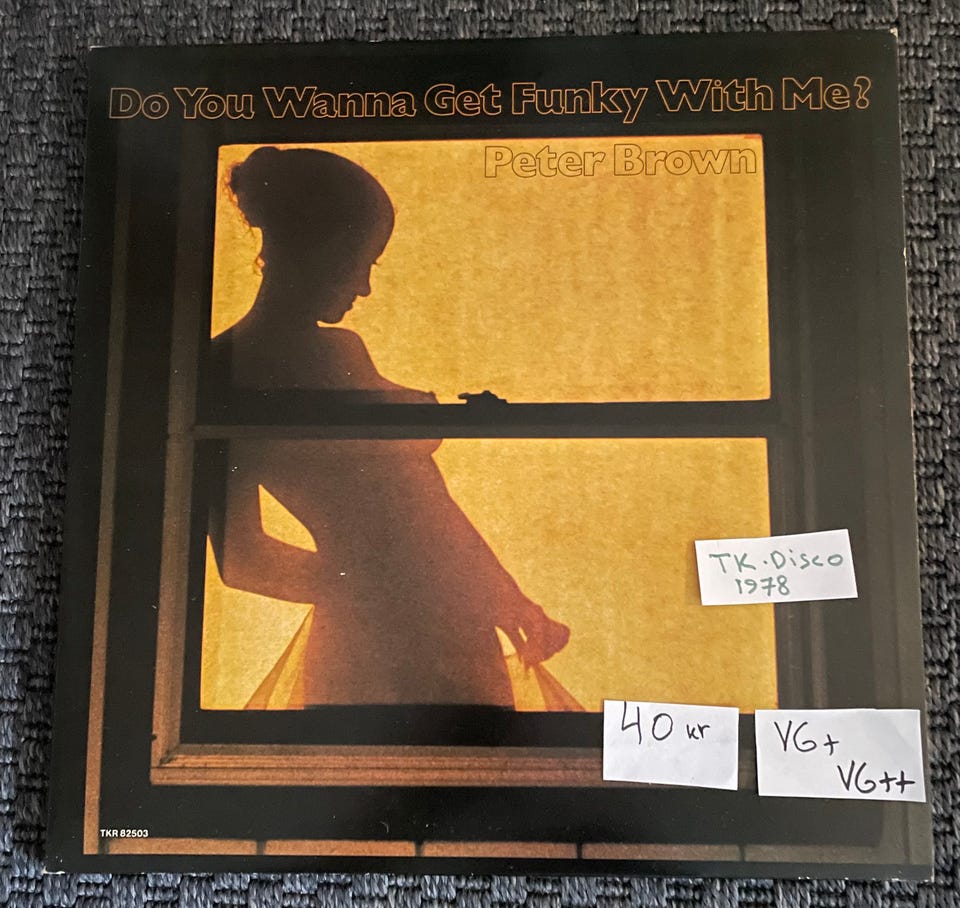 Do You Wanna Get Funky With Me?
Peter Brown
TK.Disco
1978
40 kr
VG+
VG++
TKR 82503